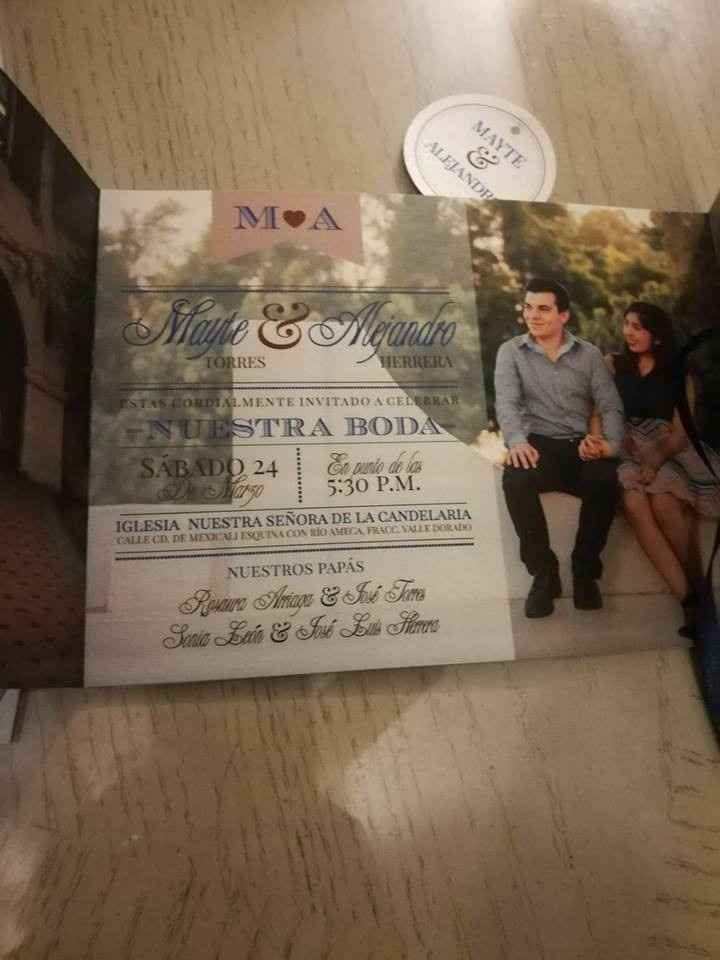 MAYTE
&
ALEJANDR
M♥A
Mayte & Alejandro
TORRES HERRERA
ESTAS CORDIALMENTE INVITADO A CELEBRAR
NUESTRA BODA
SÁBADO 24
De Marzo
En punto de las
5:30 P.M.
IGLESIA NUESTRA SEÑORA DE LA CANDELARIA
CALLE CD. DE MEXICALI ESQUINA CON RÍO AMECA, FRACC. VALLE DORADO
NUESTROS PAPÁS
Rosaura Arriaga & José Torres
Sonia León & José Luis Herrera